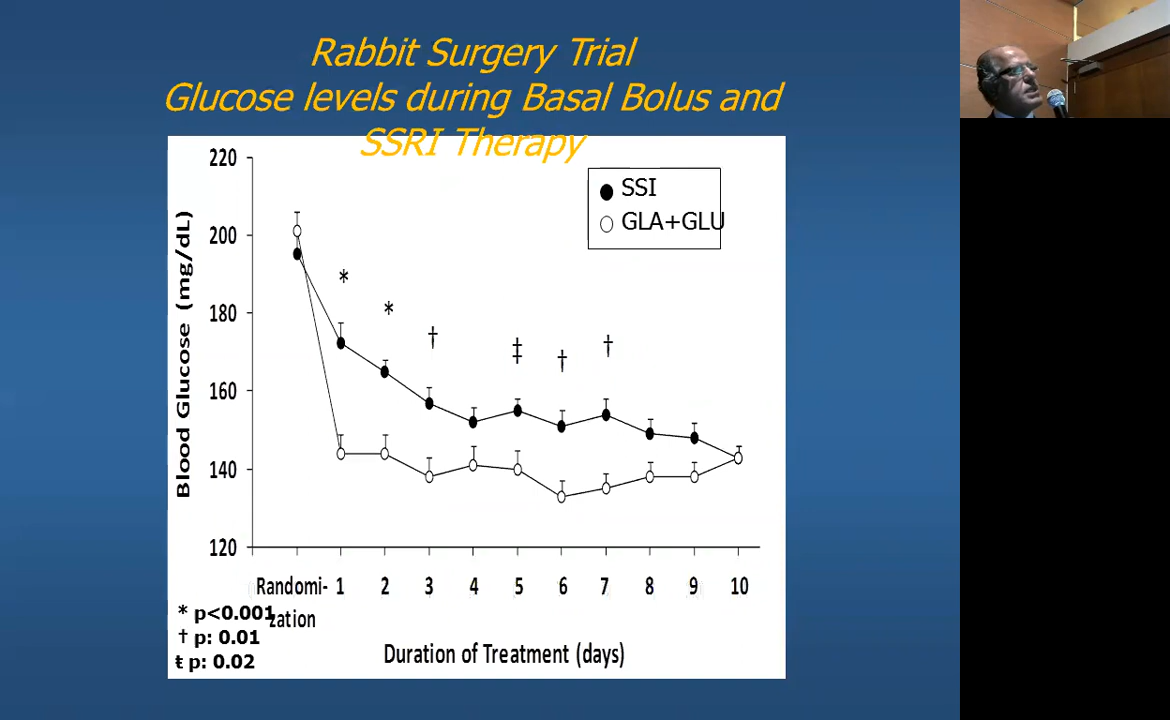 Rabbit Surgery Trial
Glucose levels during Basal Bolus and
SSRI Therapy
SSI
GLA+GLU
Blood Glucose (mg/dL)
220
200
180
160
140
120
*
*
†
‡
†
†
Randomi-
zation
1 2 3 4 5 6 7 8 9 10
Duration of Treatment (days)
* p<0.001
† p: 0.01
ŧ p: 0.02